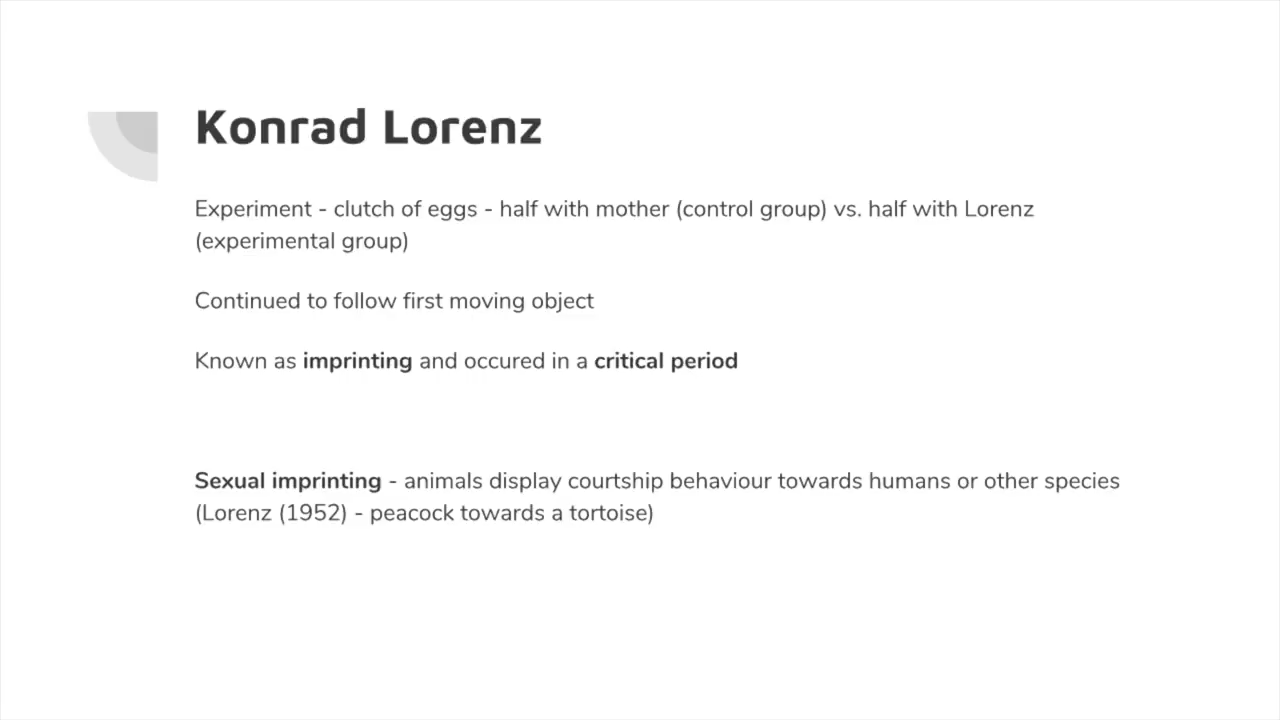 Konrad Lorenz
Experiment - clutch of eggs - half with mother (control group) vs. half with Lorenz
(experimental group)
Continued to follow first moving object
Known as imprinting and occured in a critical period
Sexual imprinting - animals display courtship behaviour towards humans or other species
(Lorenz (1952) - peacock towards a tortoise)